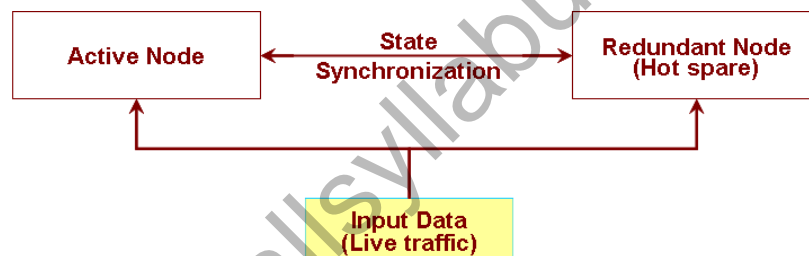 Active Node
State
Synchronization
Redundant Node
(Hot spare)
Input Data
(Live traffic)